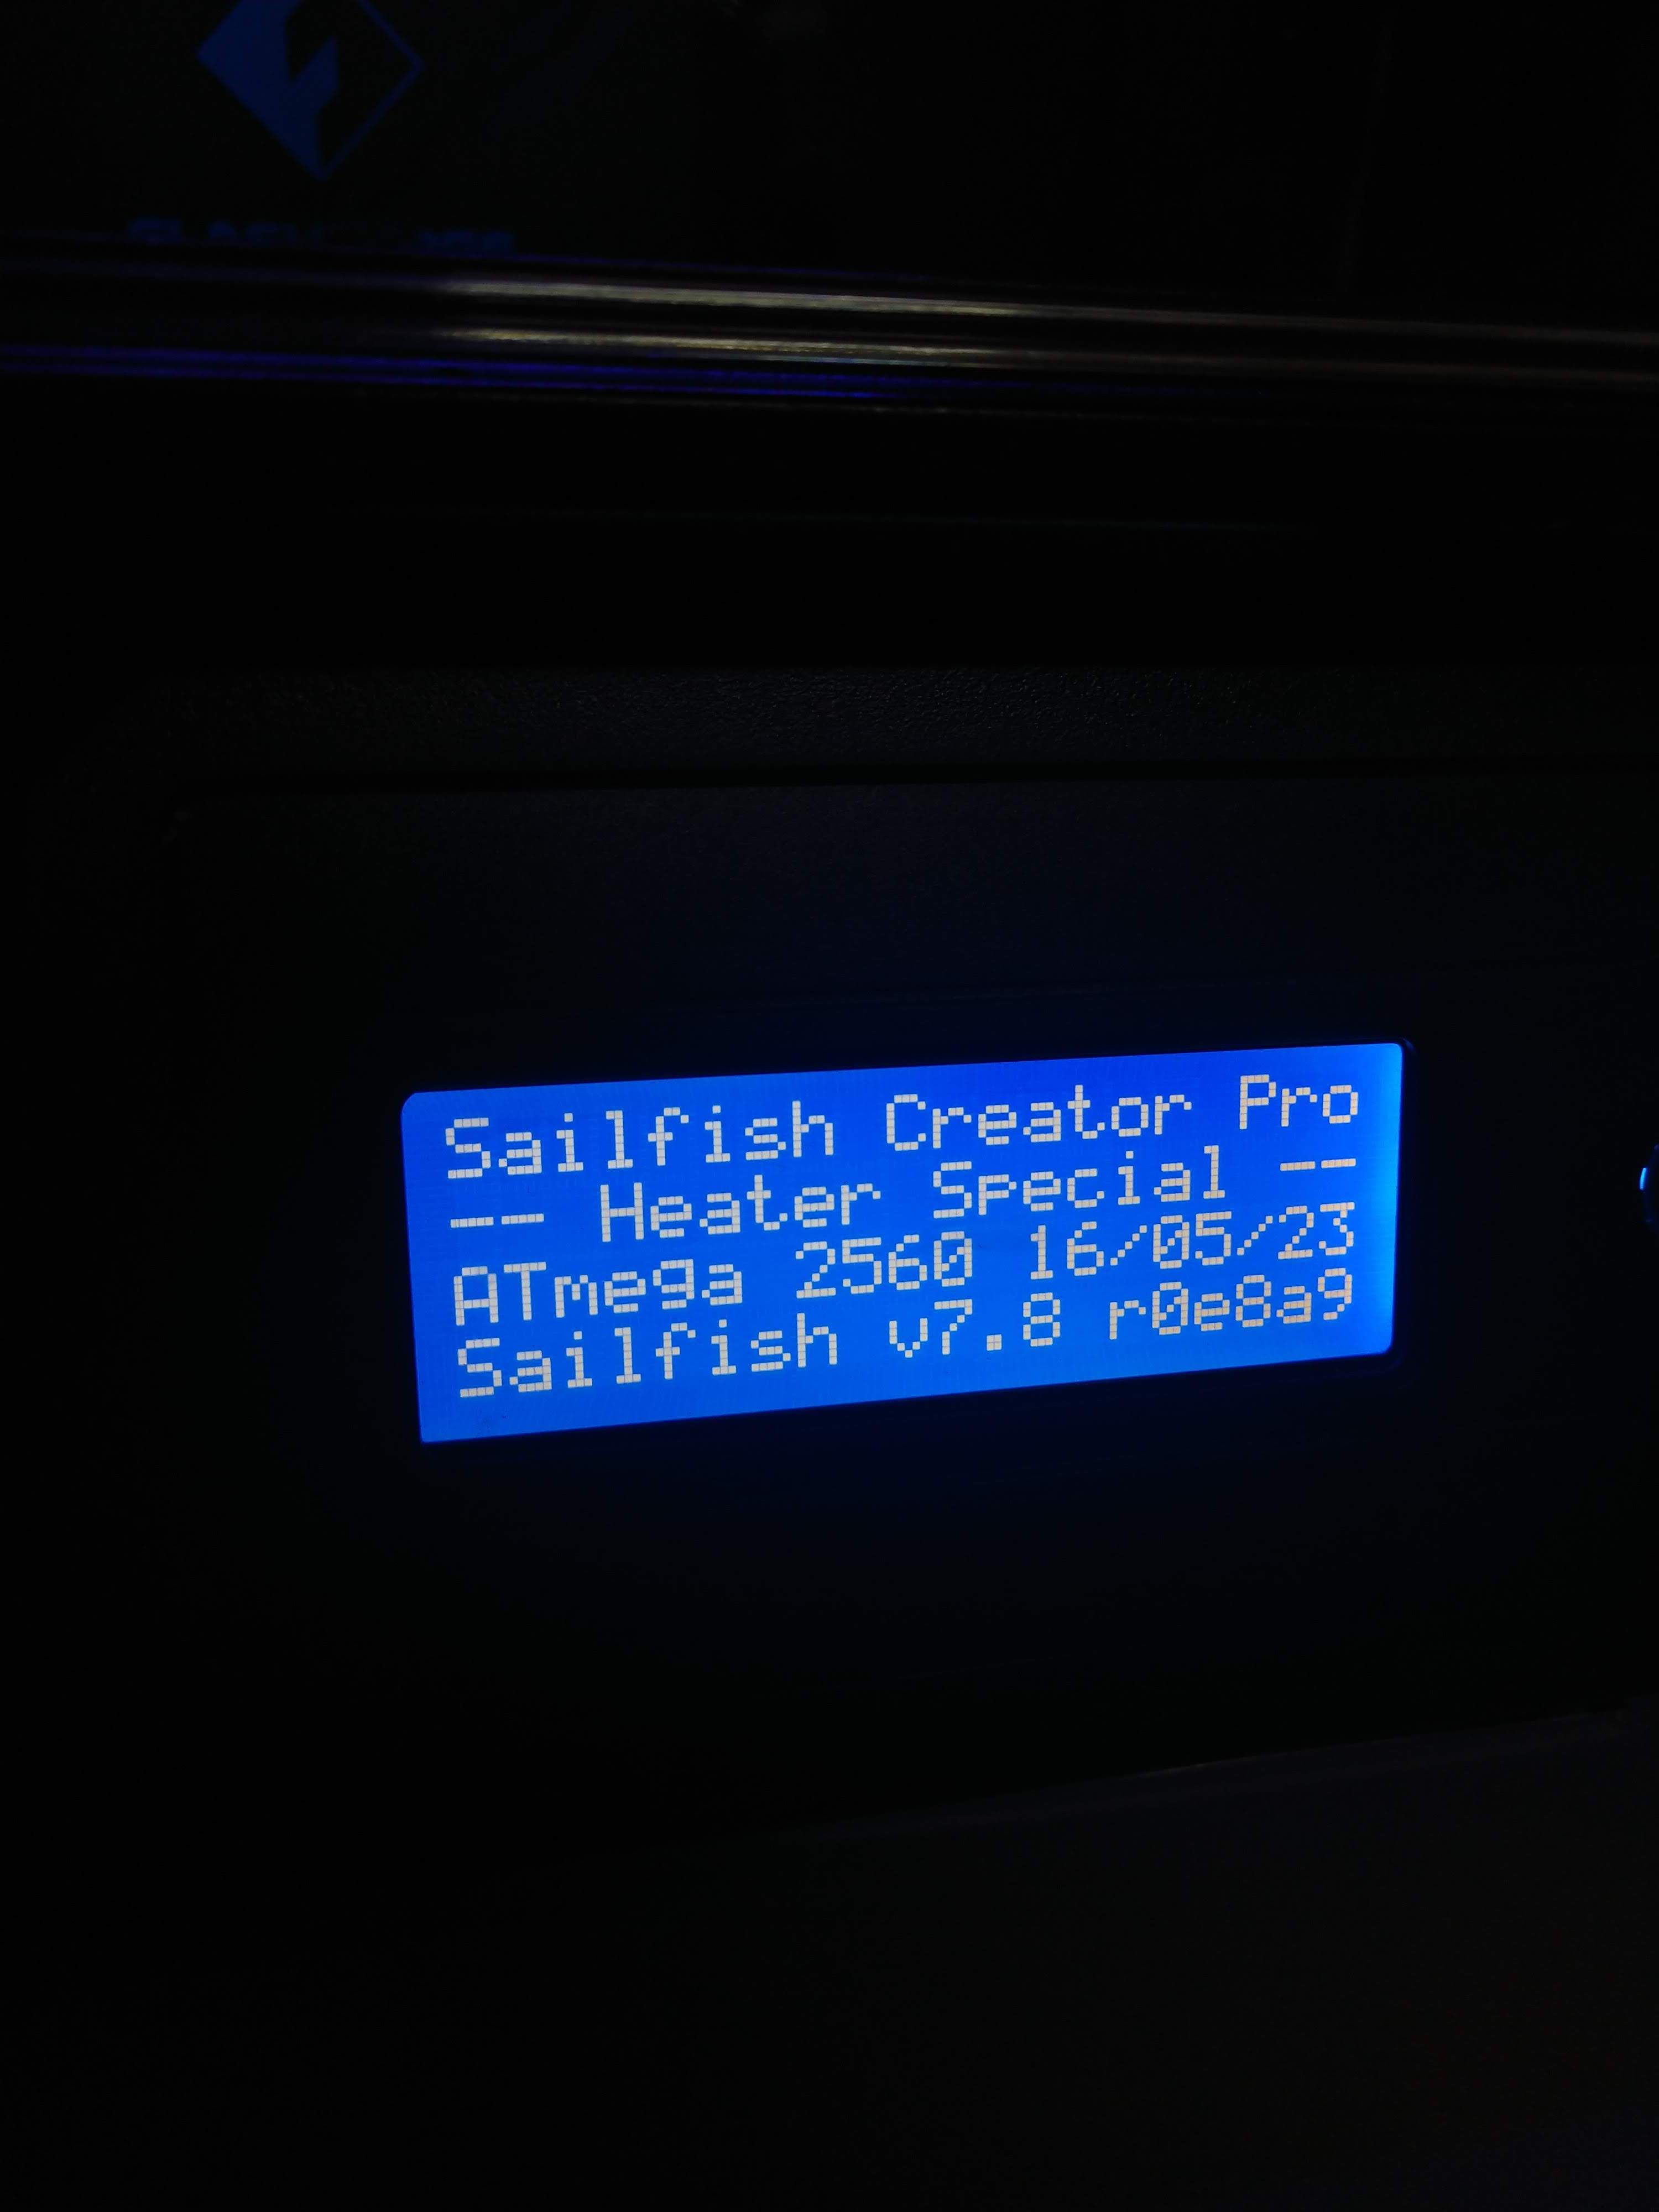 Sailfish Creator Pro
-- Heater Special --
ATmega 2560 16/05/23
Sailfish v7.8 r0e8a9